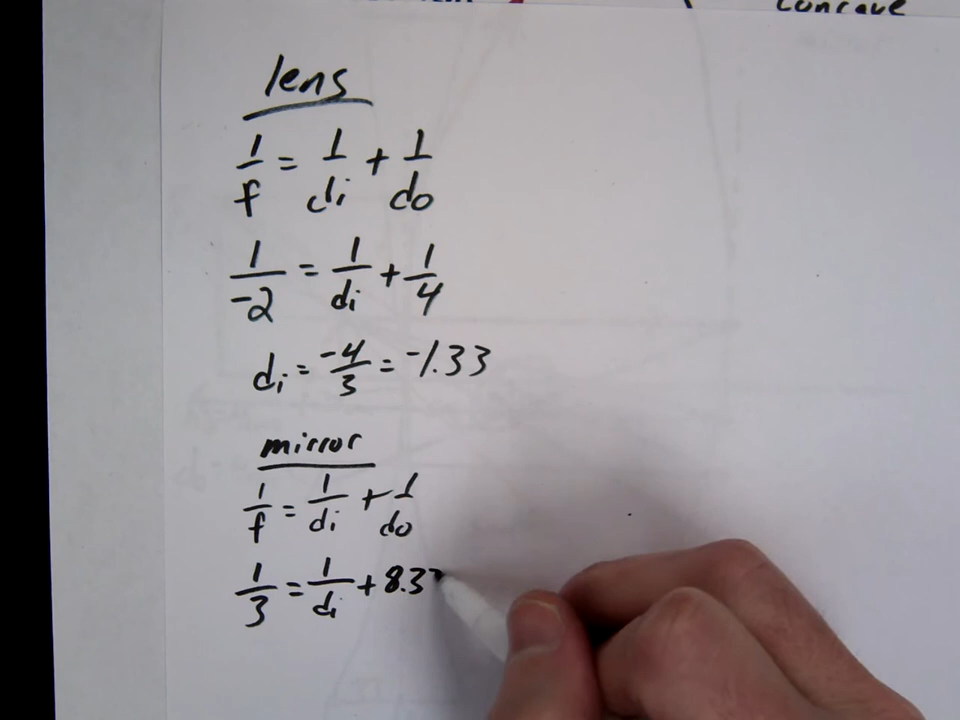 concave
lens
1/f = 1/di + 1/do
1/-2 = 1/di + 1/4
di = -4/3 = -1.33
mirror
1/f = 1/di + 1/do
1/3 = 1/di + 8.33